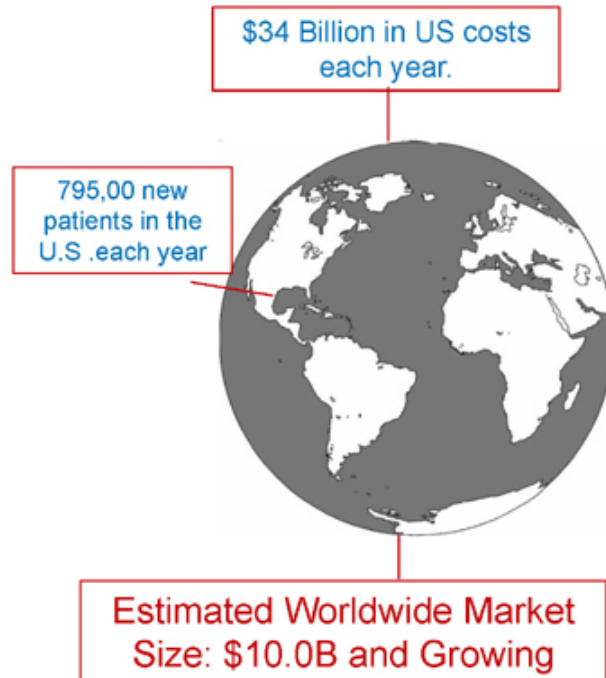 $34 Billion in US costs
each year.
795,00 new
patients in the
U.S .each year
Estimated Worldwide Market
Size: $10.0B and Growing